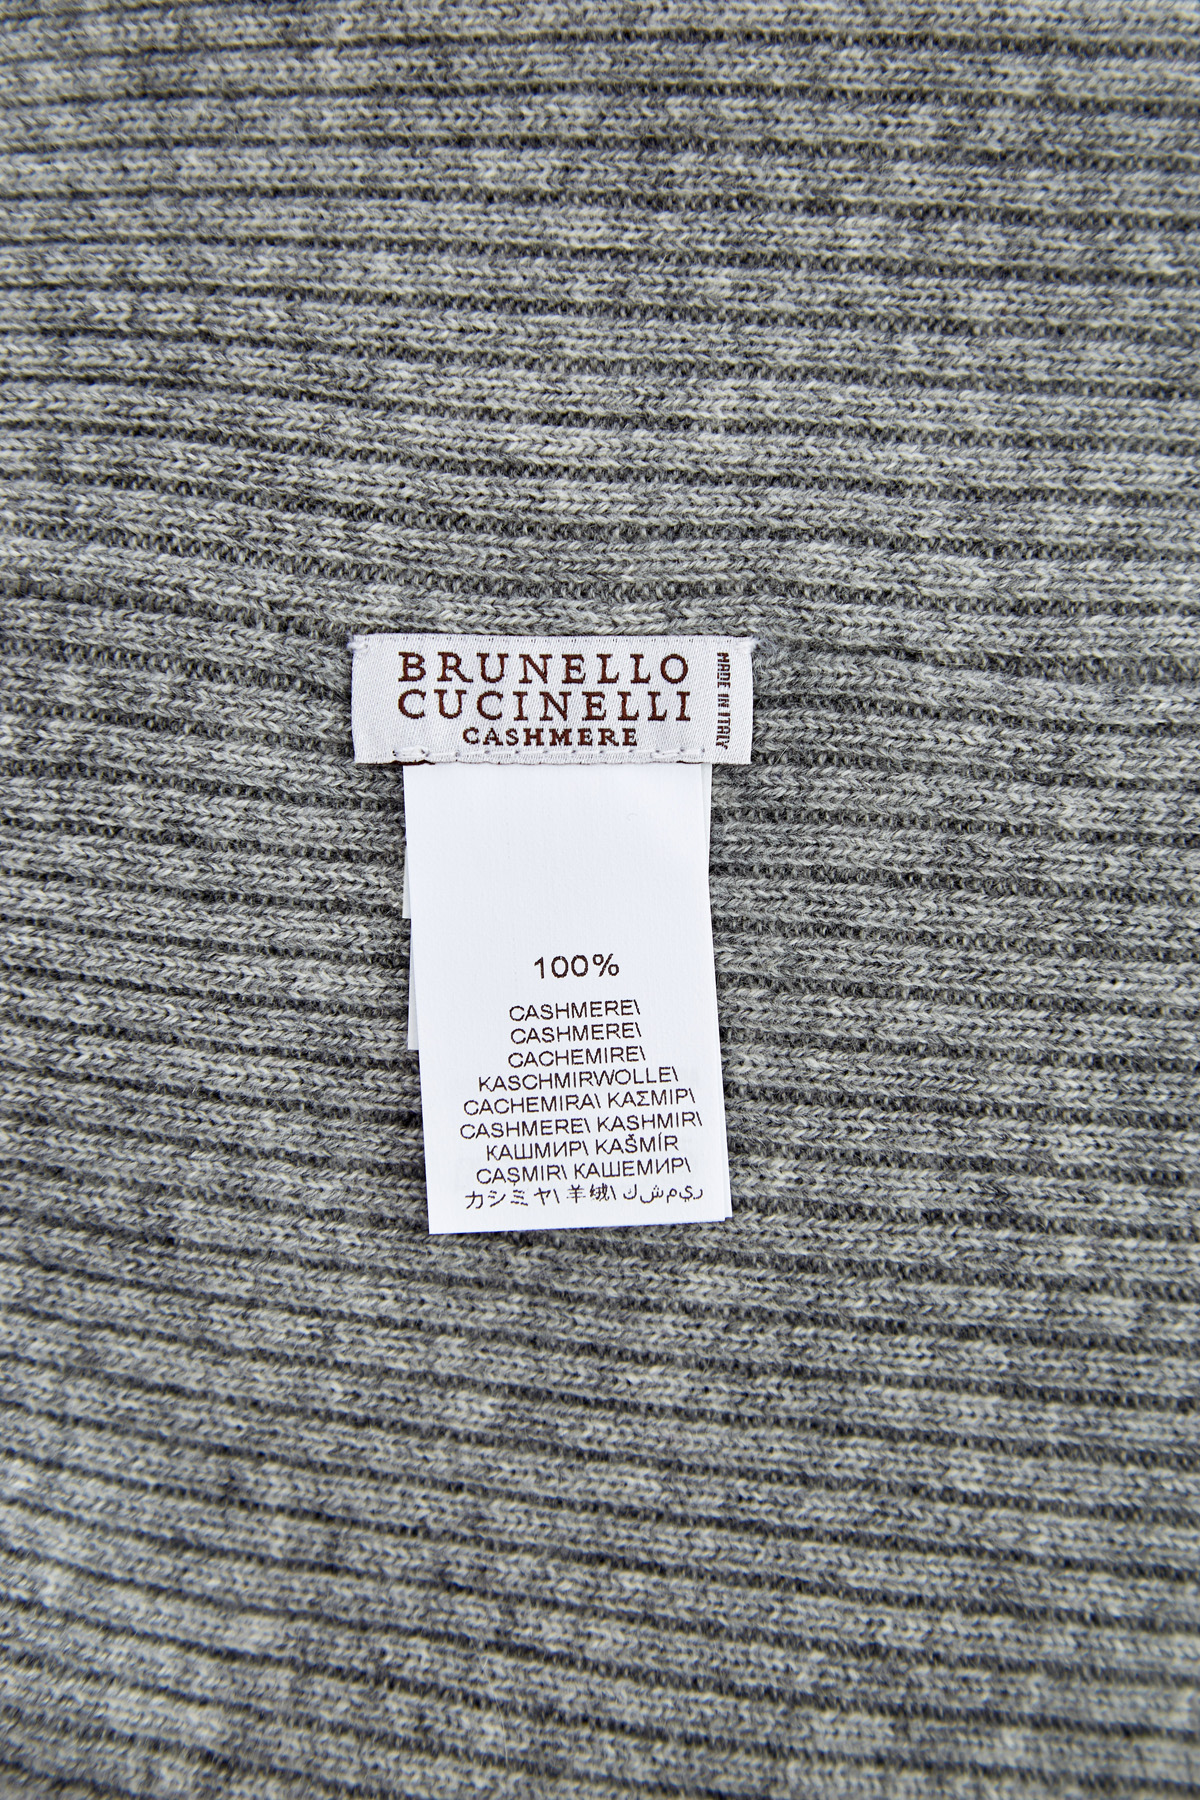 BRUNELLO
CUCINELLI
CASHMERE
MADE IN ITALY
100%
CASHMERE\
CASHMERE\
CACHEMIRE\
KASCHMIRWOLLE\
CACHEMIRA\ ΚΑΣΜΙΡ\
CASHMERE\ KASHMIR\
КАШМИР\ KAŠMÍR
CAŞMIR\ КАШЕМИР\
カシミヤ\ 羊绒\ ك‌ش‌م‌ي‌ر